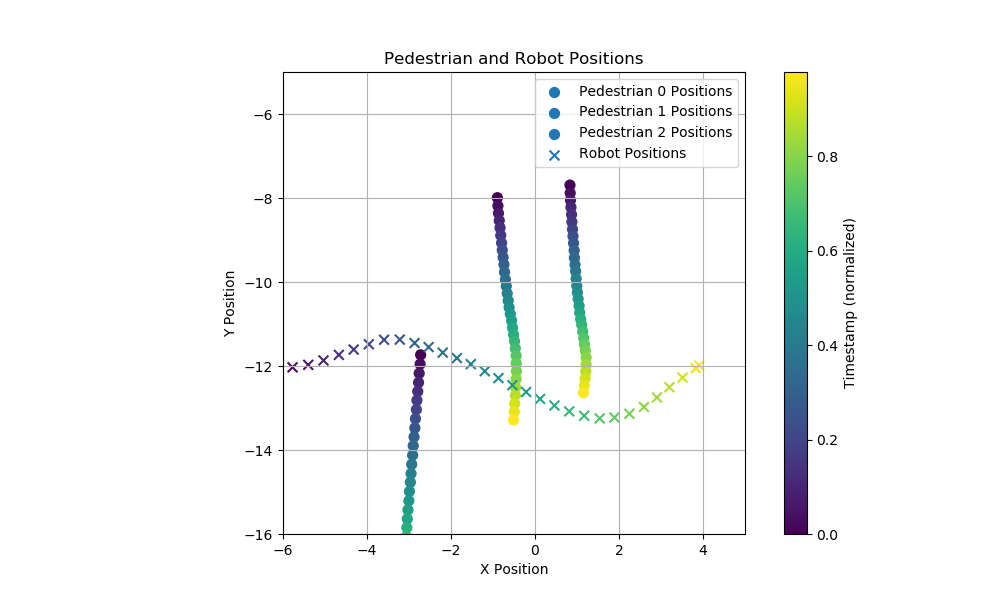 Pedestrian and Robot Positions
Pedestrian 0 Positions
Pedestrian 1 Positions
Pedestrian 2 Positions
Robot Positions
−6
−8
−10
−12
−14
−16
Y Position
−6 −4 −2 0 2 4
X Position
0.8
0.6
0.4
0.2
0.0
Timestamp (normalized)